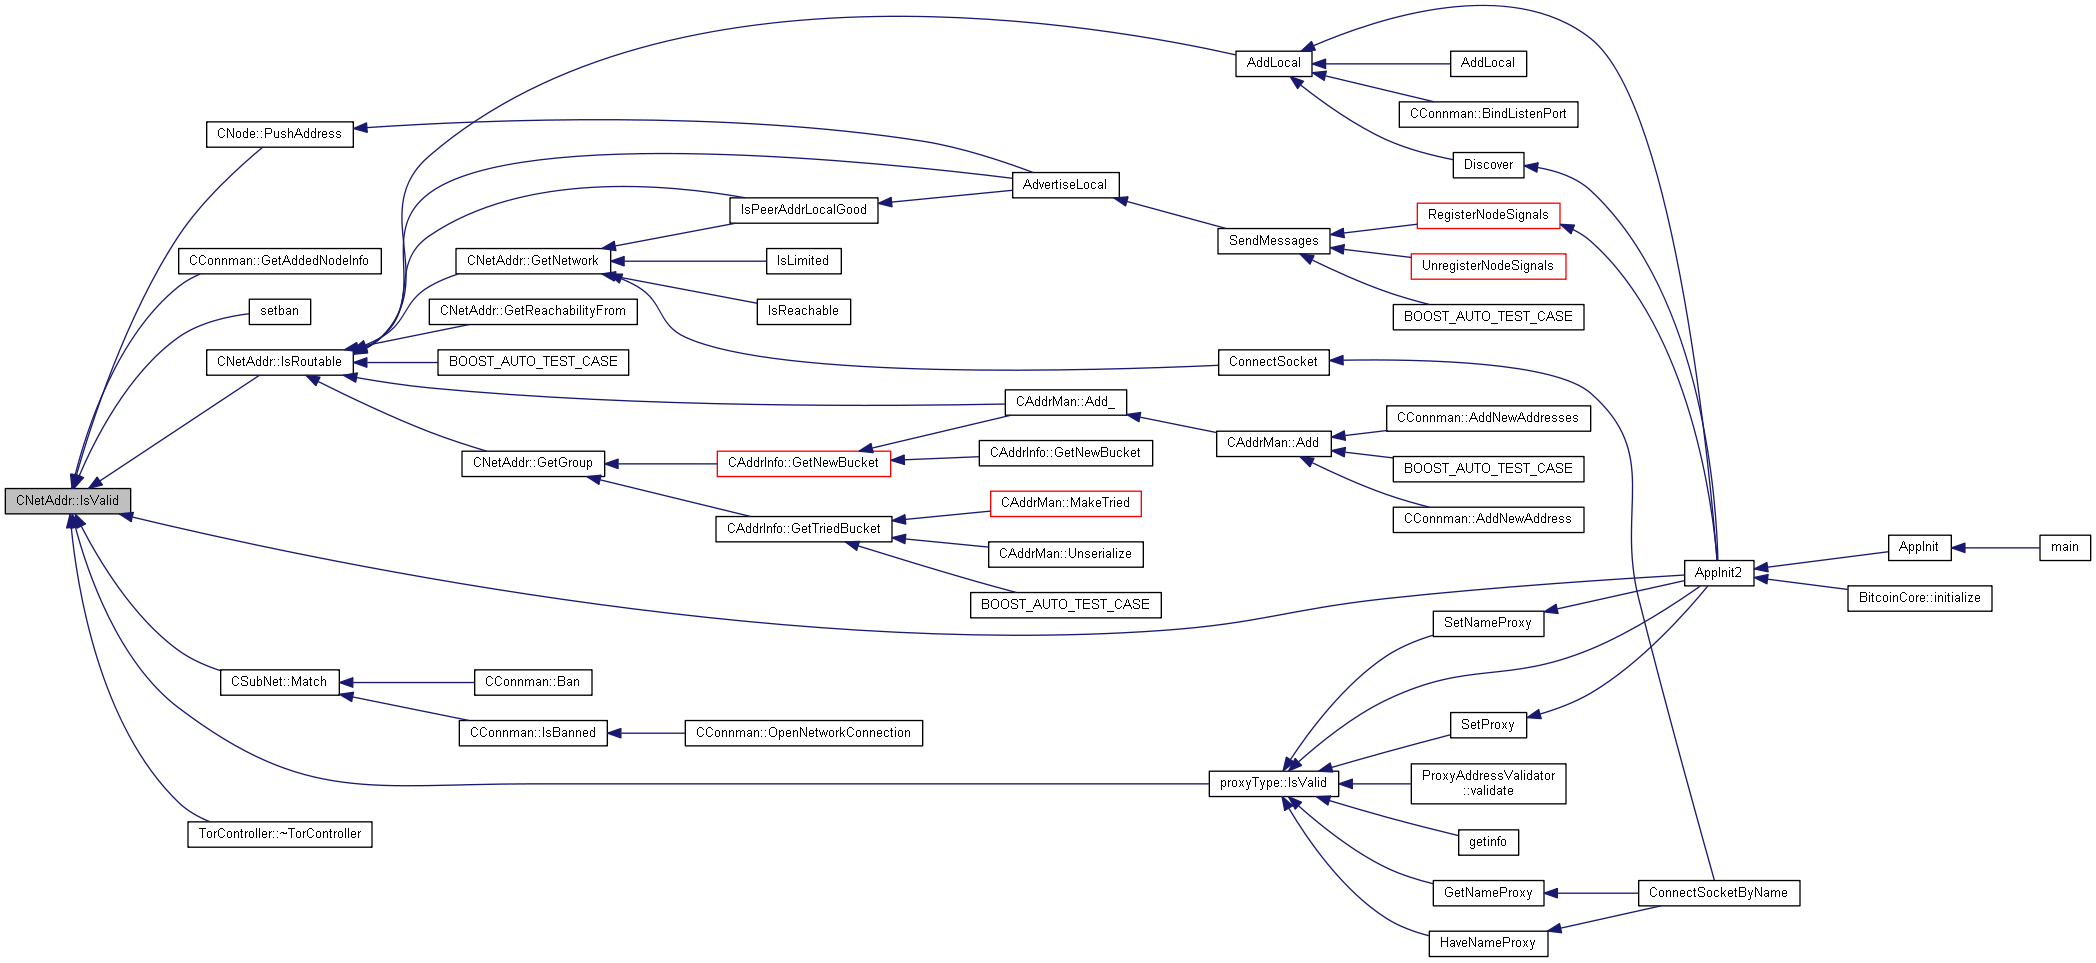 AddLocal
AddLocal
CConnman::BindListenPort
CNode::PushAddress
Discover
AdvertiseLocal
IsPeerAddrLocalGood
RegisterNodeSignals
SendMessages
CConnman::GetAddedNodeInfo
CNetAddr::GetNetwork
IsLimited
UnregisterNodeSignals
setban
CNetAddr::GetReachabilityFrom
IsReachable
BOOST_AUTO_TEST_CASE
CNetAddr::IsRoutable
BOOST_AUTO_TEST_CASE
ConnectSocket
CAddrMan::Add_
CConnman::AddNewAddresses
CAddrMan::Add
CNetAddr::GetGroup
CAddrInfo::GetNewBucket
CAddrInfo::GetNewBucket
BOOST_AUTO_TEST_CASE
CNetAddr::IsValid
CAddrMan::MakeTried
CConnman::AddNewAddress
CAddrInfo::GetTriedBucket
CAddrMan::Unserialize
AppInit
main
AppInit2
BOOST_AUTO_TEST_CASE
BitcoinCore::initialize
SetNameProxy
CSubNet::Match
CConnman::Ban
CConnman::IsBanned
CConnman::OpenNetworkConnection
SetProxy
proxyType::IsValid
ProxyAddressValidator
::validate
TorController::~TorController
getinfo
GetNameProxy
ConnectSocketByName
HaveNameProxy